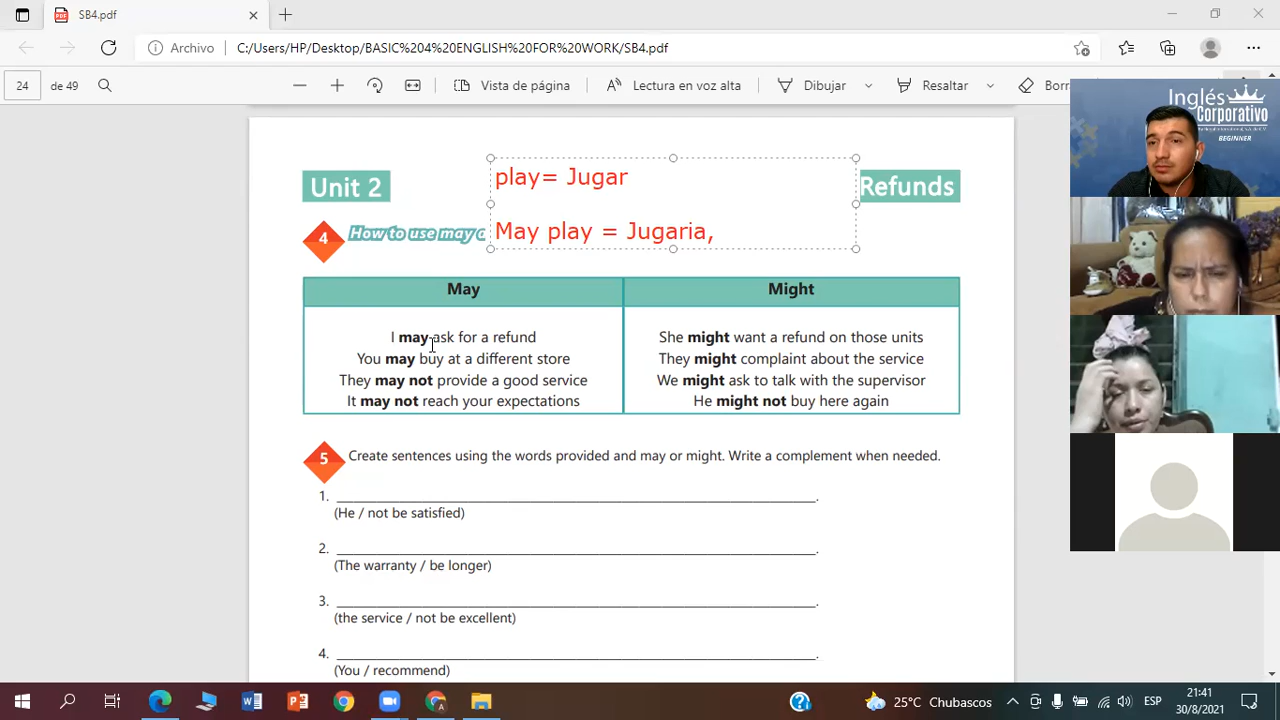 SB4.pdf
Archivo
C:/Users/HP/Desktop/BASIC%204%20ENGLISH%20FOR%20WORK/SB4.pdf
24
de 49
Vista de página
Lectura en voz alta
Dibujar
Resaltar
Borr
Inglés
Corporativo
BEGINNER
Unit 2
play= Jugar
Refunds
4
How to use may a
May play = Jugaria,
May
Might
I may ask for a refund
You may buy at a different store
They may not provide a good service
It may not reach your expectations
She might want a refund on those units
They might complaint about the service
We might ask to talk with the supervisor
He might not buy here again
5
Create sentences using the words provided and may or might. Write a complement when needed.
1. .
(He / not be satisfied)
2. .
(The warranty / be longer)
3. .
(the service / not be excellent)
4. .
(You / recommend)
25°C Chubascos
ESP
21:41
30/8/2021